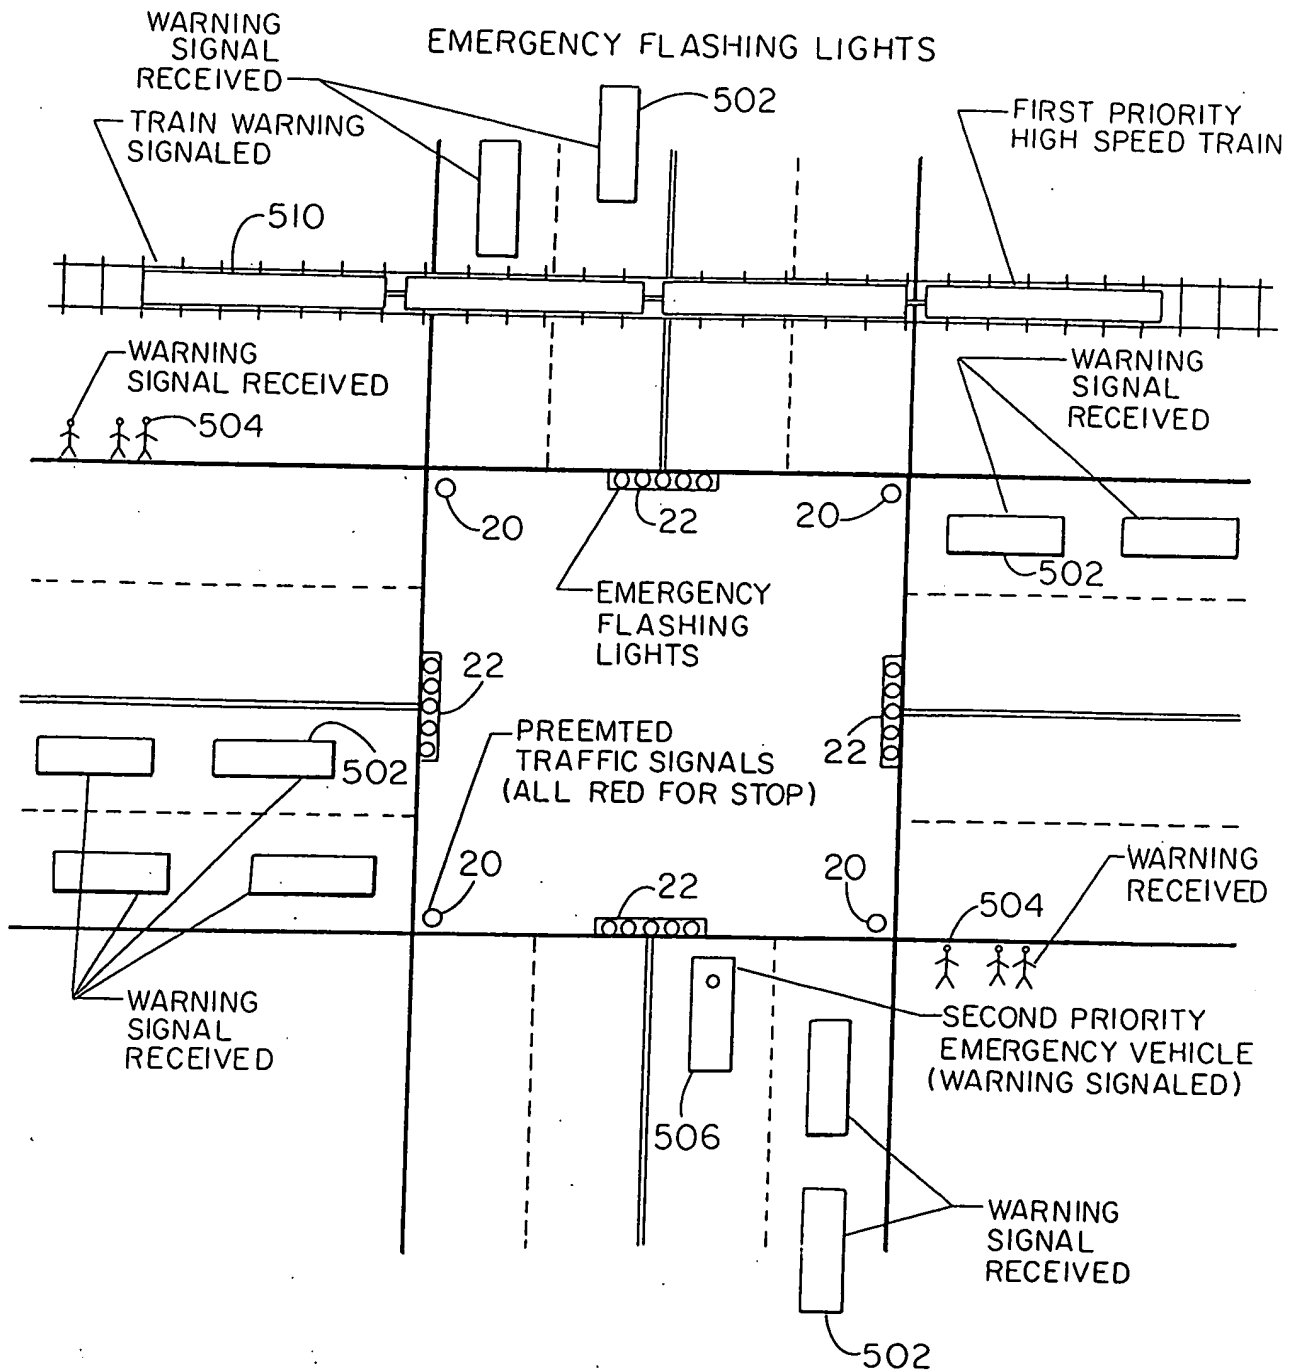 WARNING
SIGNAL
RECEIVED
EMERGENCY FLASHING LIGHTS
502
FIRST PRIORITY
HIGH SPEED TRAIN
TRAIN WARNING
SIGNALED
510
WARNING
SIGNAL RECEIVED
504
WARNING
SIGNAL
RECEIVED
20
22
20
502
EMERGENCY
FLASHING
LIGHTS
22
22
502
PREEMTED
TRAFFIC SIGNALS
(ALL RED FOR STOP)
20
22
20
WARNING
RECEIVED
504
WARNING
SIGNAL
RECEIVED
SECOND PRIORITY
EMERGENCY VEHICLE
(WARNING SIGNALED)
506
WARNING
SIGNAL
RECEIVED
502